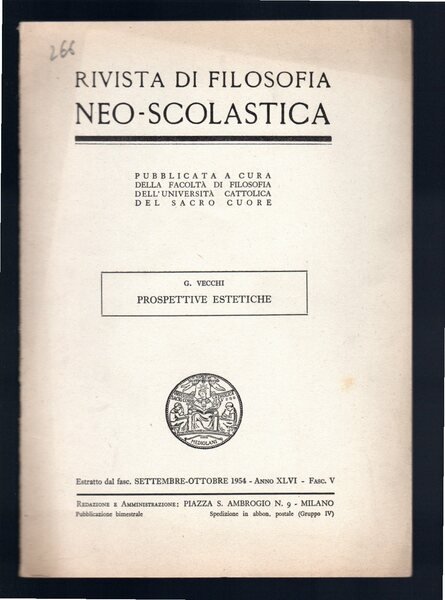 266
RIVISTA DI FILOSOFIA
NEO-SCOLASTICA
PUBBLICATA A CURA
DELLA FACOLTÀ DI FILOSOFIA
DELL'UNIVERSITÀ CATTOLICA
DEL SACRO CUORE
G. VECCHI
PROSPETTIVE ESTETICHE
MEDIOLANI
Estratto dal fasc. SETTEMBRE-OTTOBRE 1954 - ANNO XLVI - FASC. V
REDAZIONE E AMMINISTRAZIONE: PIAZZA S. AMBROGIO N. 9 - MILANO
Pubblicazione bimestrale Spedizione in abbon. postale (Gruppo IV)